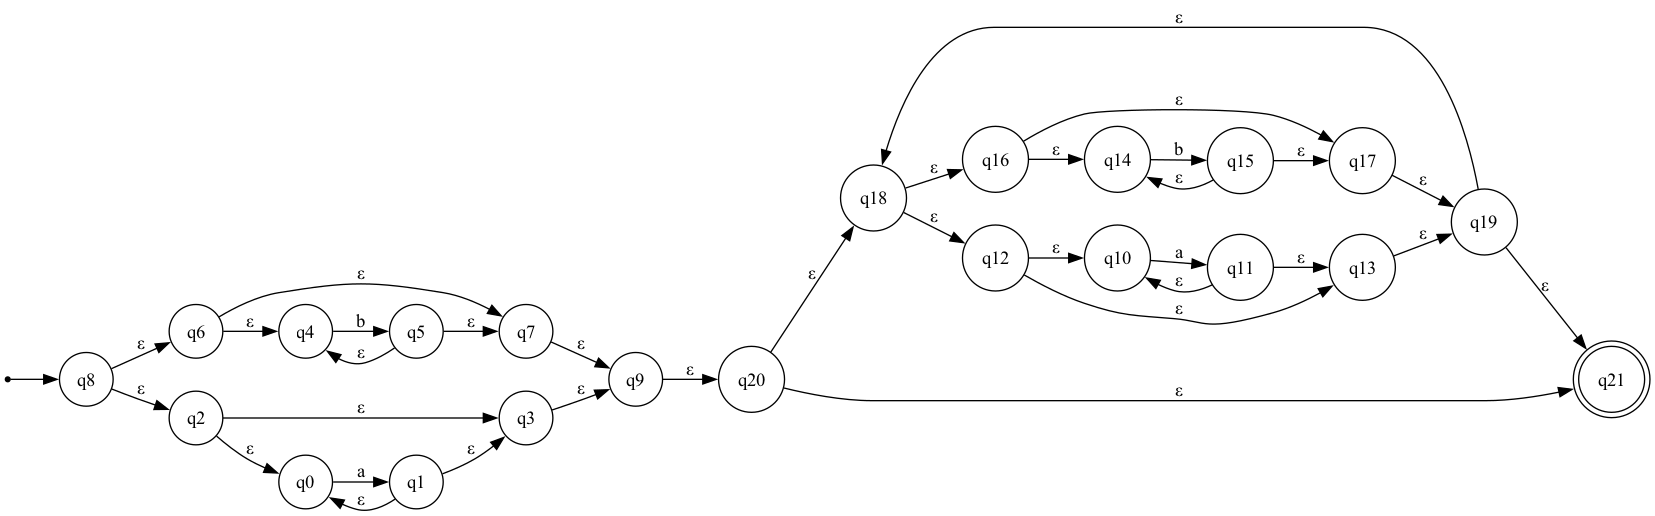 ε
ε
q16
ε
q14
b
q15
ε
q17
ε
ε
q18
ε
ε
q19
ε
q12
ε
q10
a
q11
ε
q13
ε
ε
ε
ε
ε
ε
q6
ε
q4
b
q5
ε
q7
ε
ε
ε
q8
ε
q9
ε
q20
ε
q21
ε
q2
ε
q3
ε
ε
ε
q0
a
q1
ε